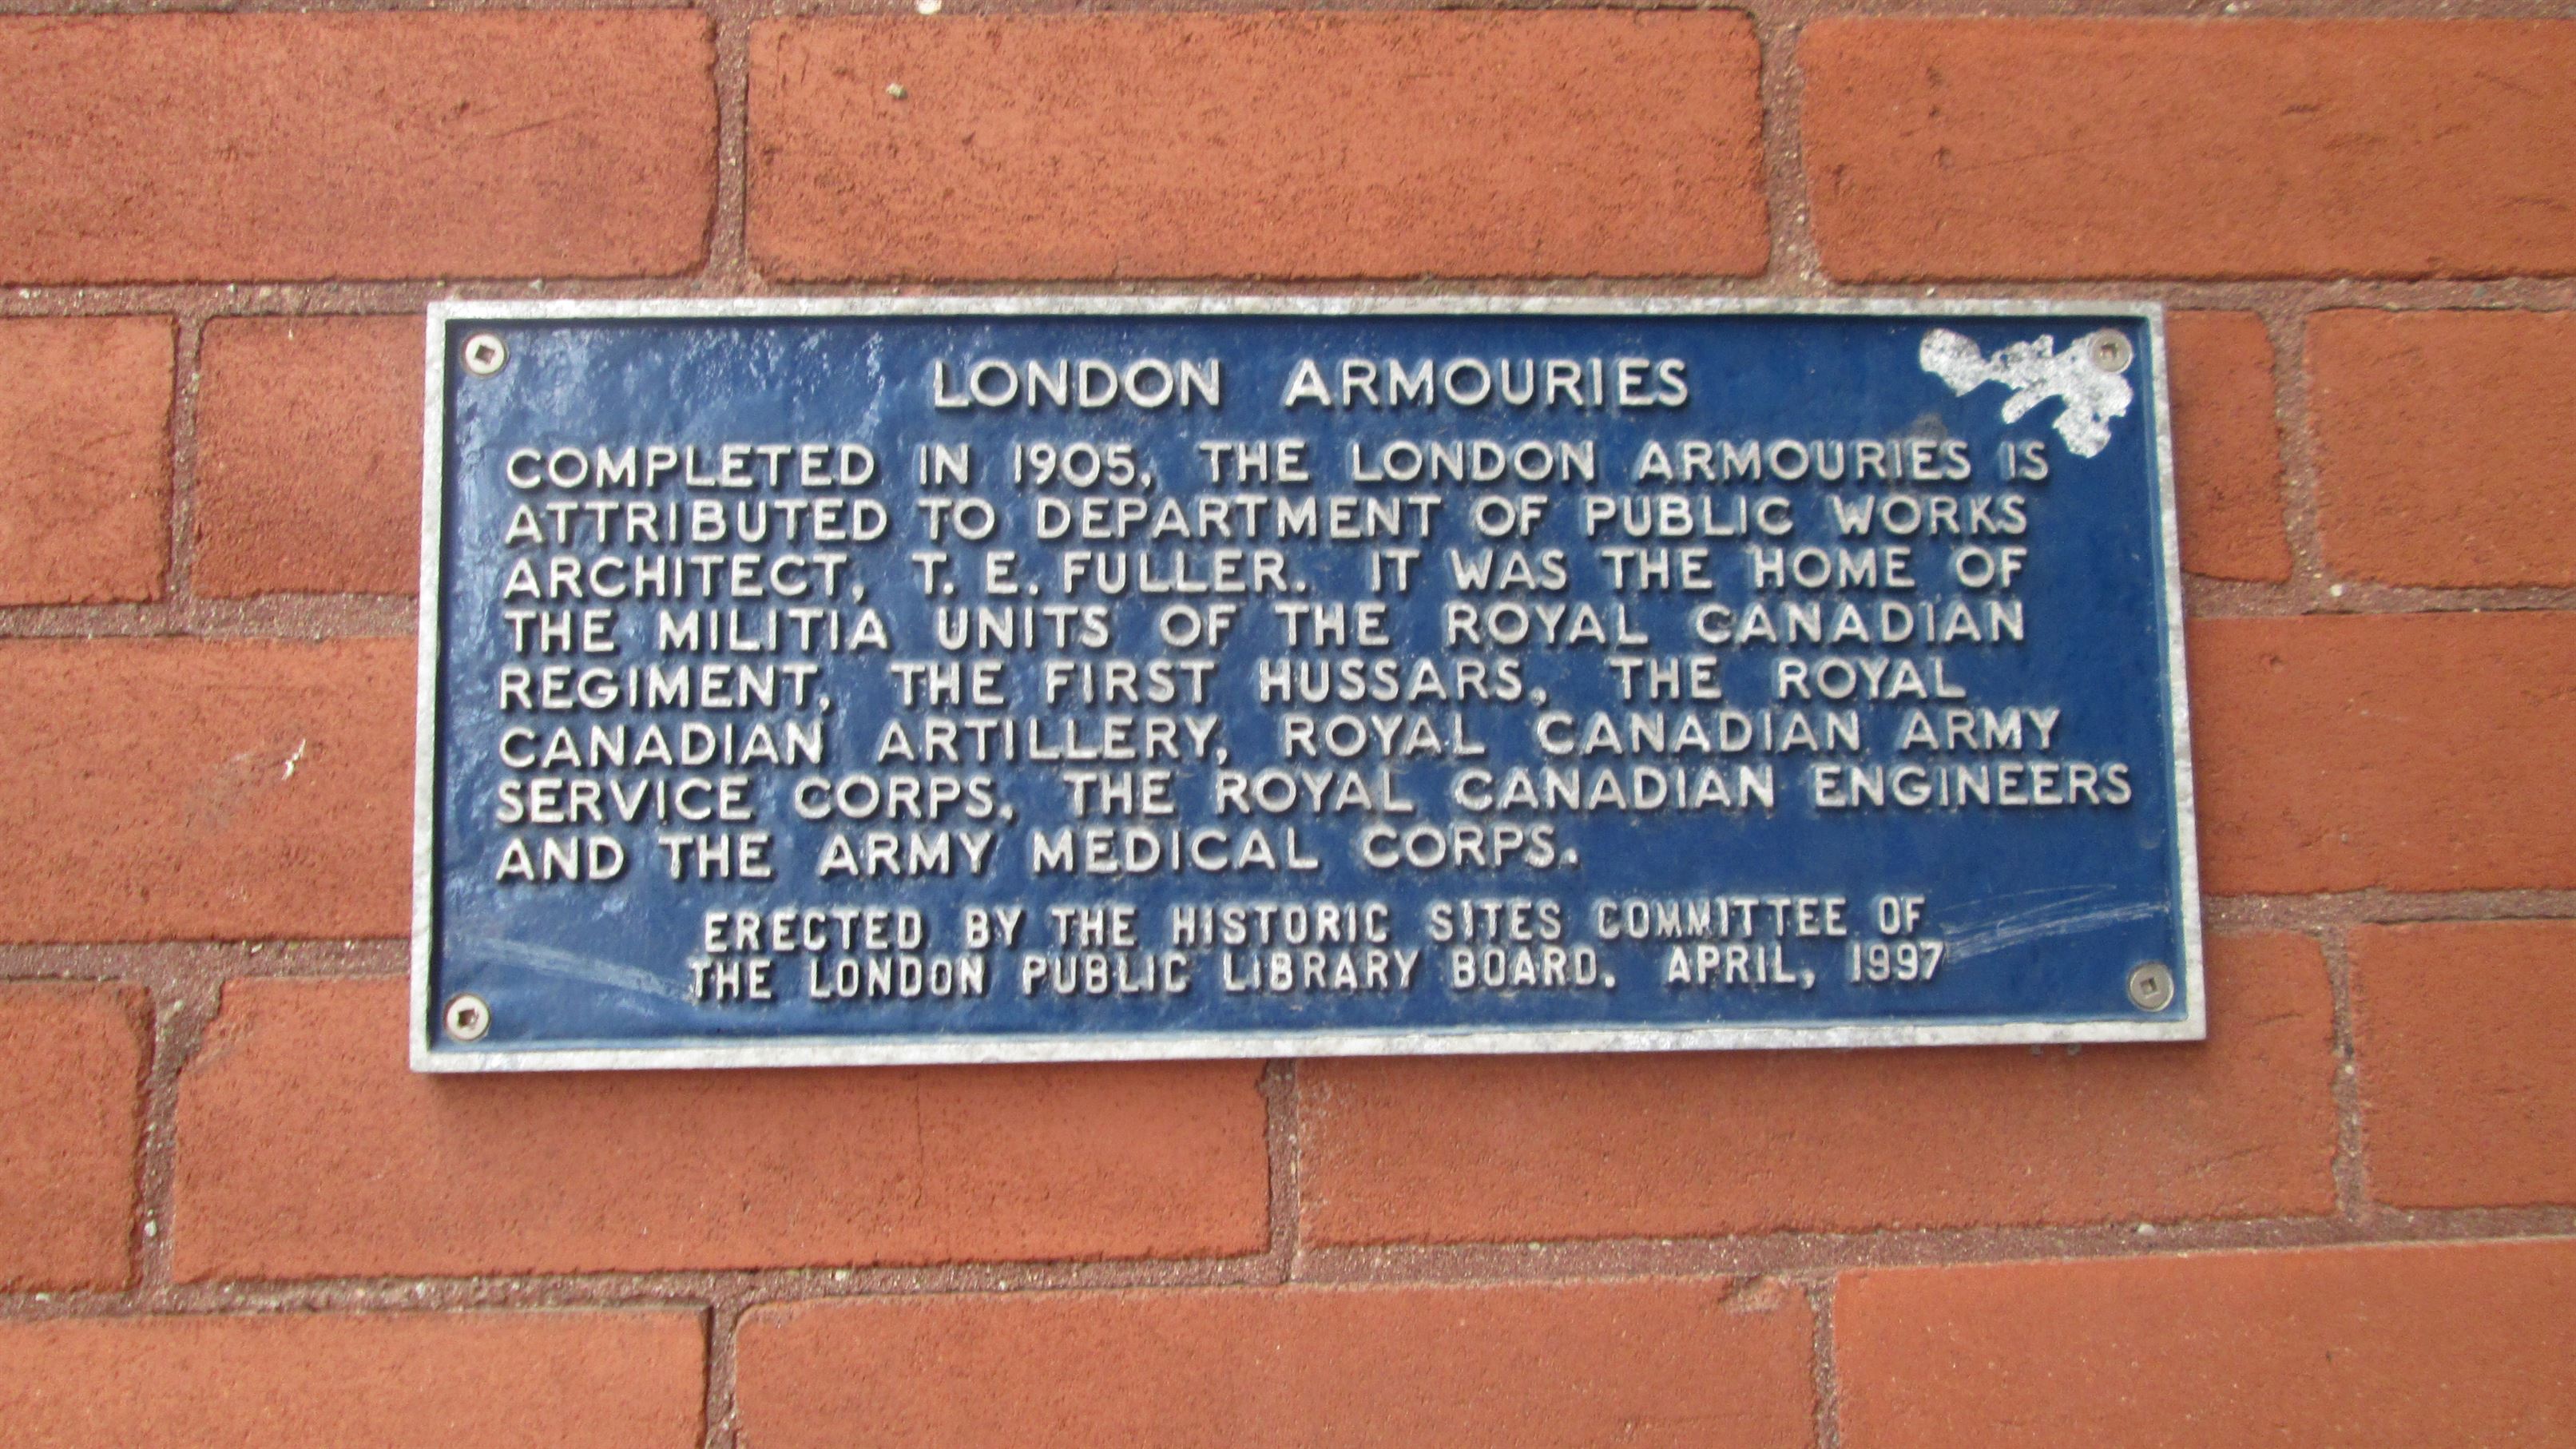 LONDON ARMOURIES
COMPLETED IN 1905, THE LONDON ARMOURIES IS
ATTRIBUTED TO DEPARTMENT OF PUBLIC WORKS
ARCHITECT, T. E. FULLER. IT WAS THE HOME OF
THE MILITIA UNITS OF THE ROYAL CANADIAN
REGIMENT, THE FIRST HUSSARS, THE ROYAL
CANADIAN ARTILLERY, ROYAL CANADIAN ARMY
SERVICE CORPS, THE ROYAL CANADIAN ENGINEERS
AND THE ARMY MEDICAL CORPS.
ERECTED BY THE HISTORIC SITES COMMITTEE OF
THE LONDON PUBLIC LIBRARY BOARD. APRIL, 1997